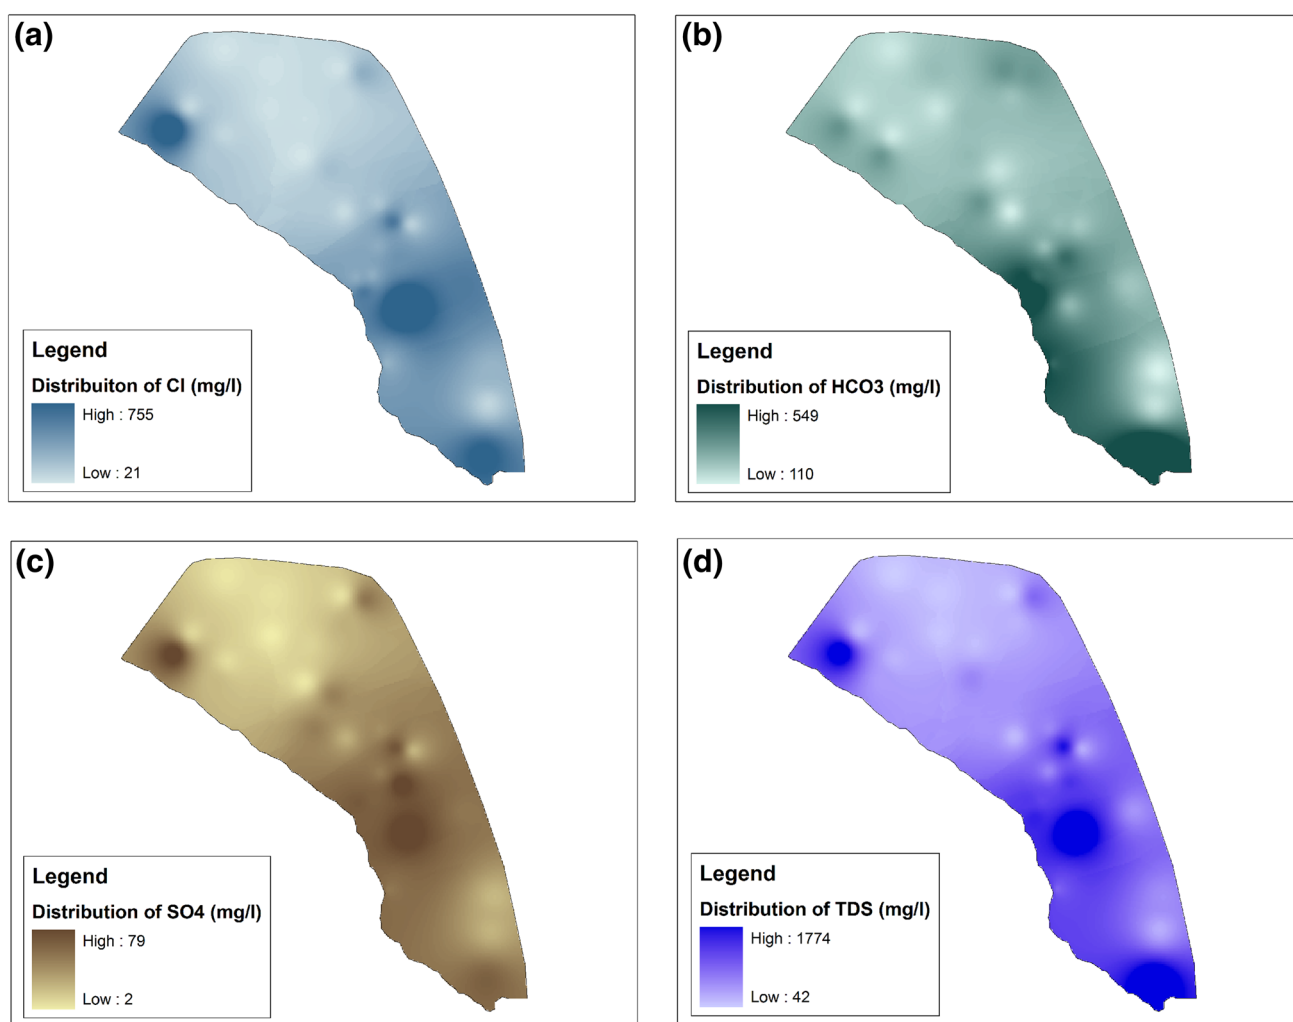 (a)
Legend
Distribuiton of Cl (mg/l)
High : 755
Low : 21
(b)
Legend
Distribution of HCO3 (mg/l)
High : 549
Low : 110
(c)
Legend
Distribution of SO4 (mg/l)
High : 79
Low : 2
(d)
Legend
Distribution of TDS (mg/l)
High : 1774
Low : 42